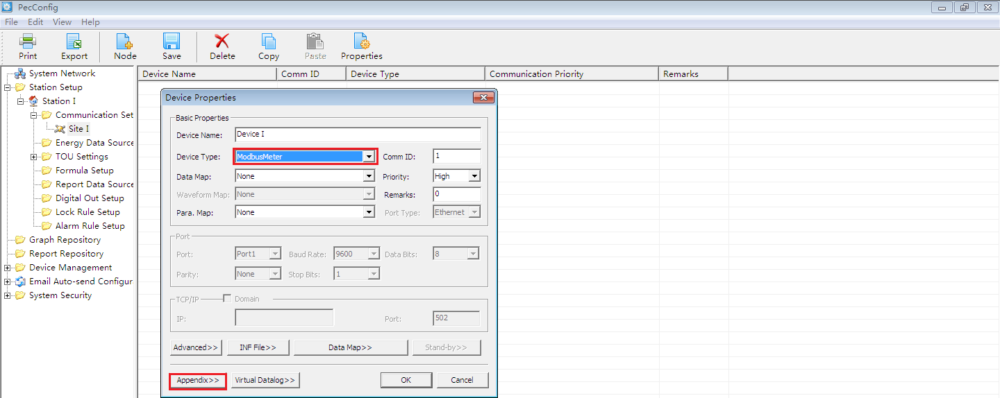 PecConfig
File Edit View Help
Print Export Node Save Delete Copy Paste Properties
System Network
Station Setup
Station I
Communication Set
Site I
Energy Data Source
TOU Settings
Formula Setup
Report Data Source
Digital Out Setup
Lock Rule Setup
Alarm Rule Setup
Graph Repository
Report Repository
Device Management
Email Auto-send Configur
System Security
Device Name Comm ID Device Type Communication Priority Remarks
Device Properties
Basic Properties
Device Name: Device I
Device Type: ModbusMeter Comm ID: 1
Data Map: None Priority: High
Waveform Map: None Remarks: 0
Para. Map: None Port Type: Ethernet
Port
Port: Port1 Baud Rate: 9600 Data Bits: 8
Parity: None Stop Bits: 1
TCP/IP Domain
IP: Port: 502
Advanced>> INF File>> Data Map>> Stand-by>>
Appendix>> Virtual Datalog>> OK Cancel